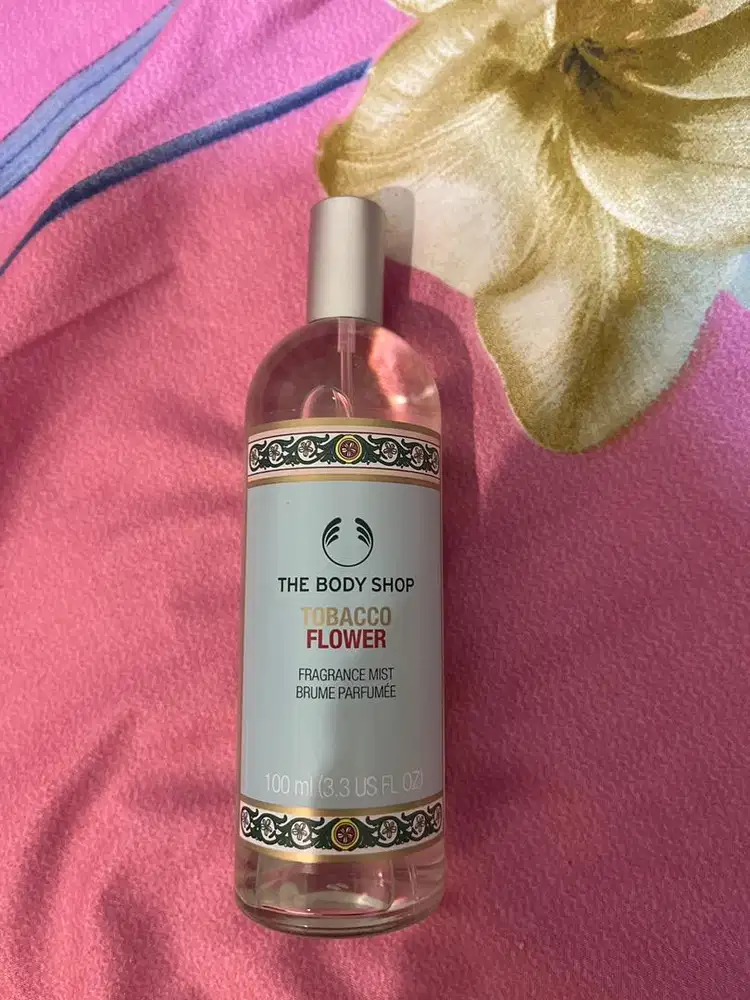 THE BODY SHOP
TOBACCO
FLOWER
FRAGRANCE MIST
BRUME PARFUMÉE
100 ml (3.3 US FL OZ)